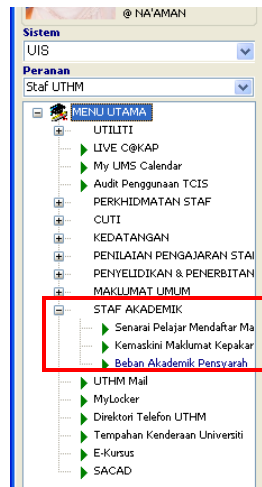 @ NA'AMAN
Sistem
UIS
Peranan
Staf UTHM
MENU UTAMA
UTILITI
LIVE C@KAP
My UMS Calendar
Audit Penggunaan TCIS
PERKHIDMATAN STAF
CUTI
KEDATANGAN
PENILAIAN PENGAJARAN STAI
PENYELIDIKAN & PENERBITAN
MAKLUMAT UMUM
STAF AKADEMIK
Senarai Pelajar Mendaftar Ma
Kemaskini Maklumat Kepakar
Beban Akademik Pensyarah
UTHM Mail
MyLocker
Direktori Telefon UTHM
Tempahan Kenderaan Universiti
E-Kursus
SACAD